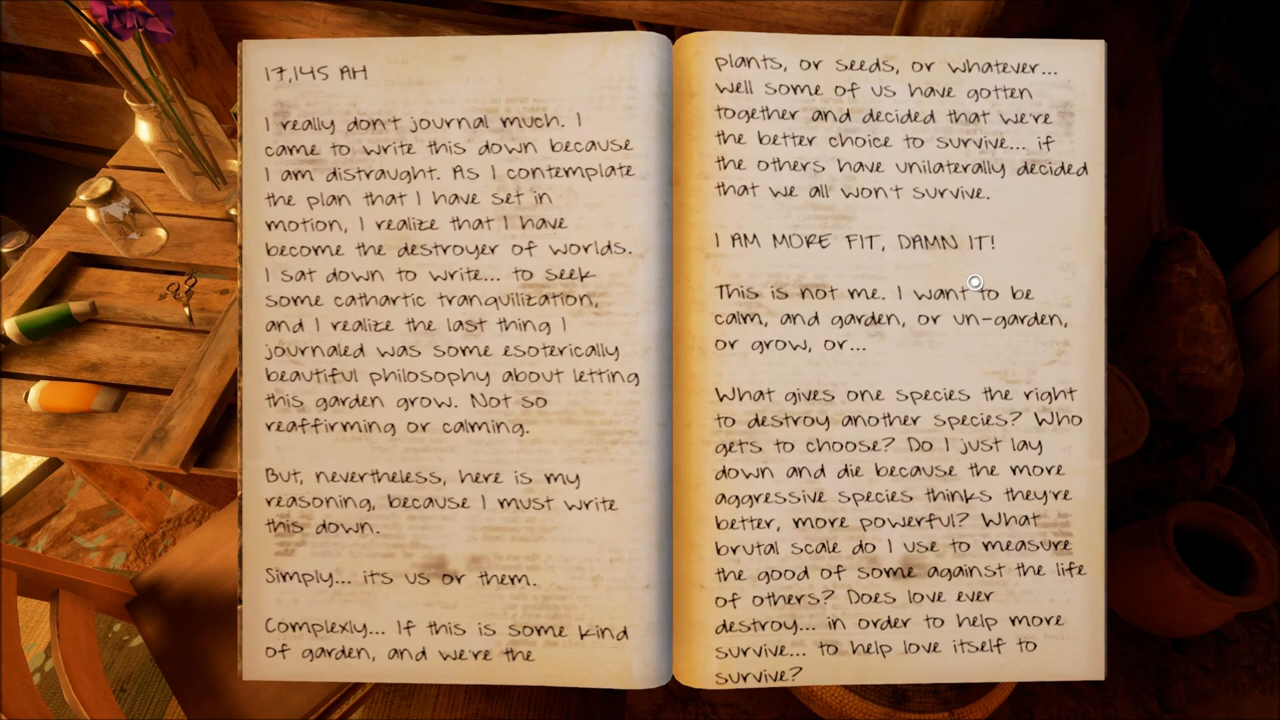 17,145 AH
I really don't journal much. I
came to write this down because
I am distraught. As I contemplate
the plan that I have set in
motion, I realize that I have
become the destroyer of worlds.
I sat down to write... to seek
some cathartic tranquilization,
and I realize the last thing I
journaled was some esoterically
beautiful philosophy about letting
this garden grow. Not so
reaffirming or calming.
But, nevertheless, here is my
reasoning, because I must write
this down.
Simply... its us or them.
Complexly... If this is some kind
of garden, and we're the
plants, or seeds, or whatever...
well some of us have gotten
together and decided that we're
the better choice to survive... if
the others have unilaterally decided
that we all won't survive.
I AM MORE FIT, DAMN IT!
This is not me. I want to be
calm, and garden, or un-garden,
or grow, or...
What gives one species the right
to destroy another species? Who
gets to choose? Do I just lay
down and die because the more
aggressive species thinks they're
better, more powerful? What
brutal scale do I use to measure
the good of some against the life
of others? Does love ever
destroy... in order to help more
survive... to help love itself to
survive?